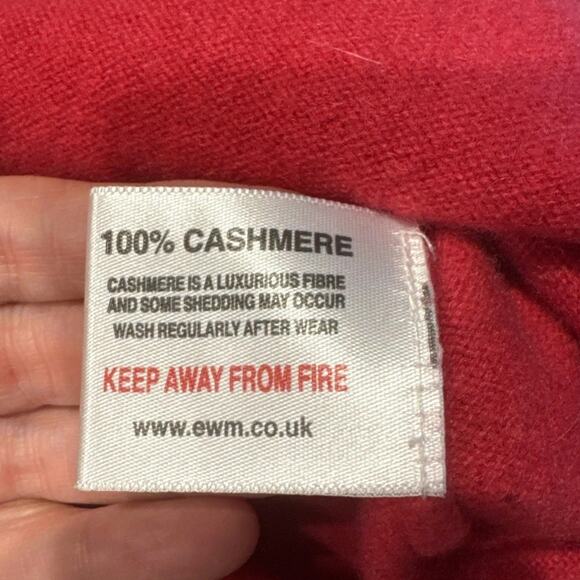 100% CASHMERE
CASHMERE IS A LUXURIOUS FIBRE
AND SOME SHEDDING MAY OCCUR
WASH REGULARLY AFTER WEAR
KEEP AWAY FROM FIRE
www.ewm.co.uk